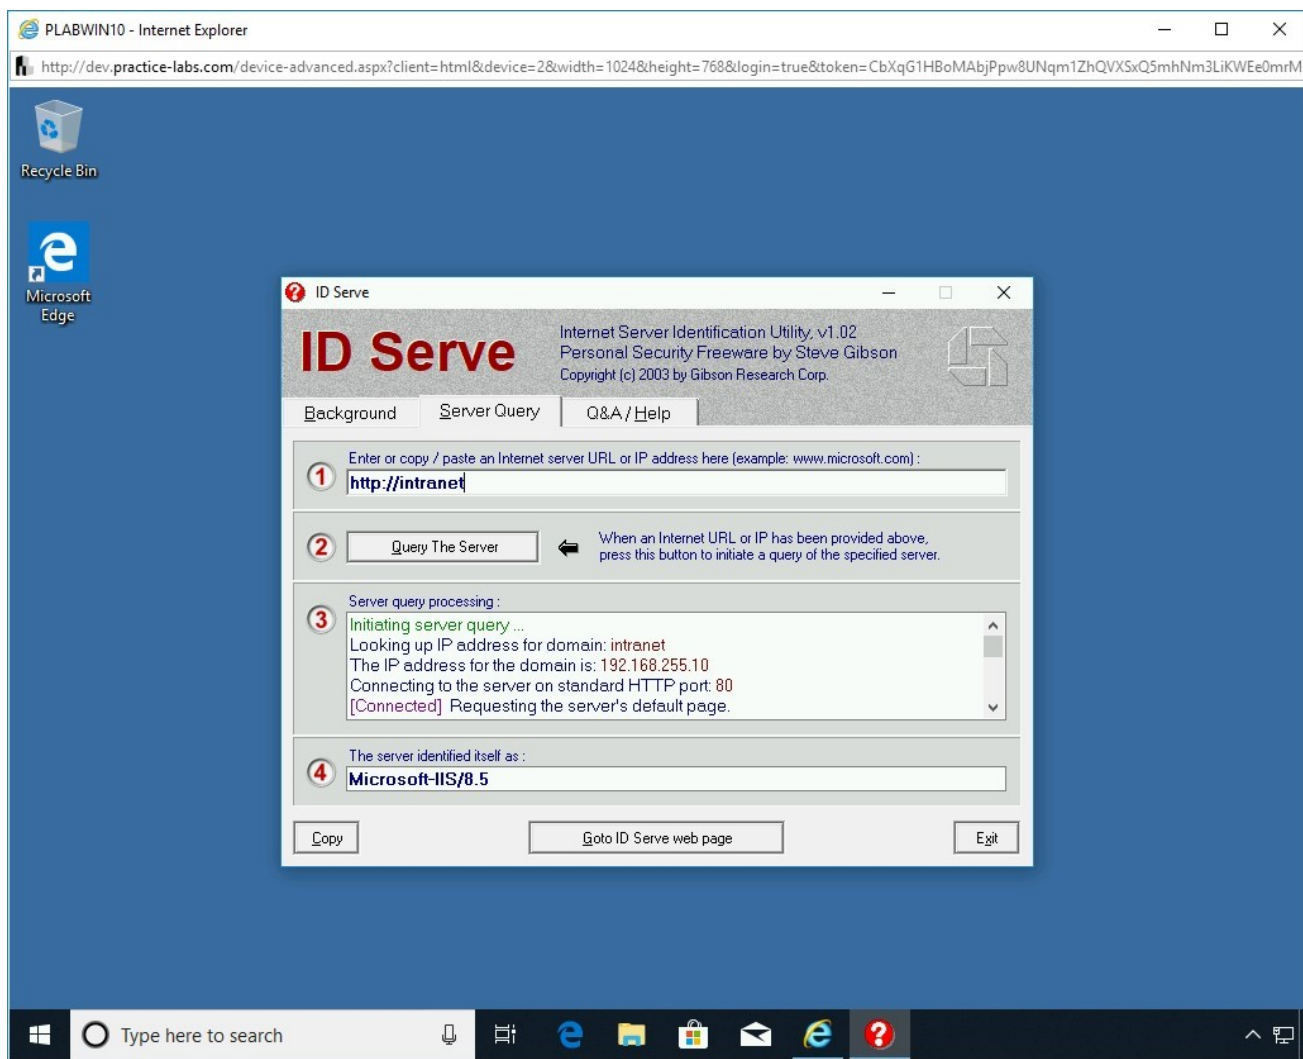 PLABWIN10 - Internet Explorer
http://dev.practice-labs.com/device-advanced.aspx?client=html&device=2&width=1024&height=768&login=true&token=CbXqG1HBoMAbjPpw8UNqm1ZhQVXSxQ5mhNm3LiKWEe0mrM
Recycle Bin
Microsoft
Edge
ID Serve
ID Serve
Internet Server Identification Utility, v1.02
Personal Security Freeware by Steve Gibson
Copyright (c) 2003 by Gibson Research Corp.
Background
Server Query
Q&A / Help
1
Enter or copy / paste an Internet server URL or IP address here (example: www.microsoft.com) :
http://intranet
2
Query The Server
When an Internet URL or IP has been provided above,
press this button to initiate a query of the specified server.
3
Server query processing :
Initiating server query ...
Looking up IP address for domain: intranet
The IP address for the domain is: 192.168.255.10
Connecting to the server on standard HTTP port: 80
[Connected] Requesting the server's default page.
4
The server identified itself as :
Microsoft-IIS/8.5
Copy
Goto ID Serve web page
Exit
Type here to search